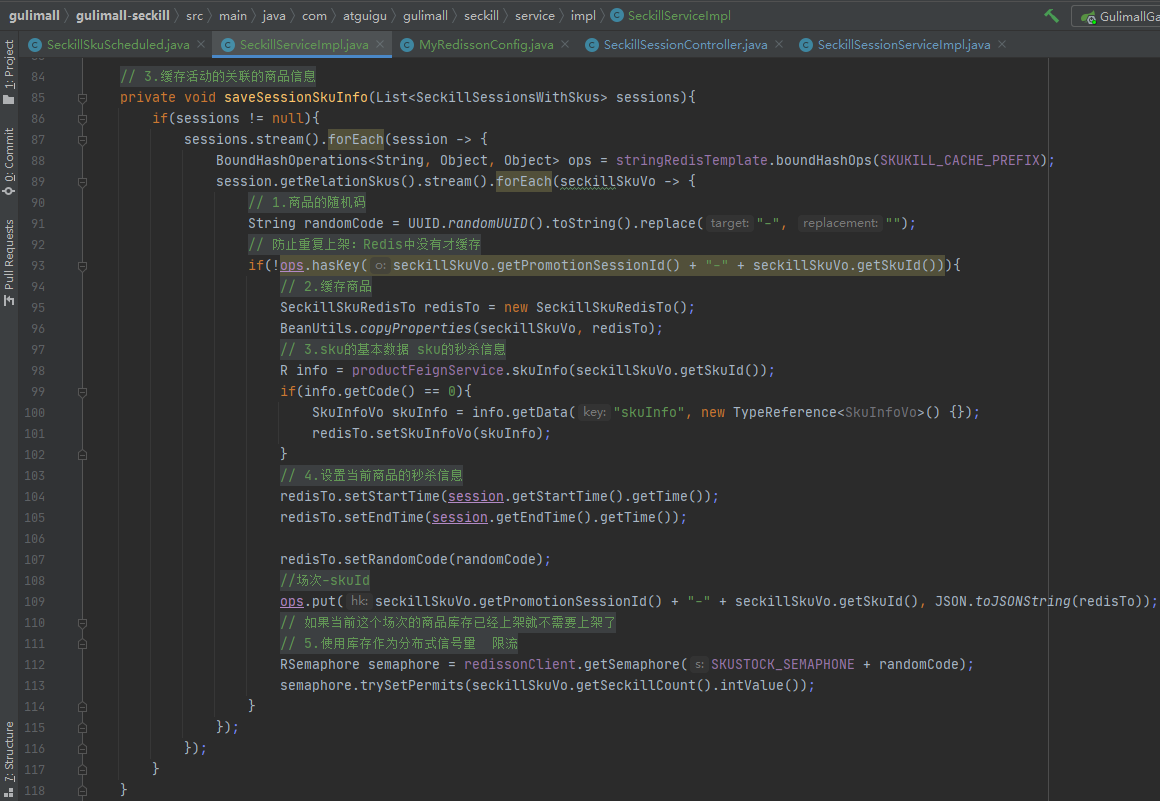 gulimall 〉 gulimall-seckill 〉 src 〉 main 〉 java 〉 com 〉 atguigu 〉 gulimall 〉 seckill 〉 service 〉 impl 〉 SeckillServiceImpl GulimallGa
SeckillSkuScheduled.java × SeckillServiceImpl.java × MyRedissonConfig.java × SeckillSessionController.java × SeckillSessionServiceImpl.java ×
1: Project
0: Commit
Pull Requests
7: Structure
84 // 3.缓存活动的关联的商品信息
85 private void saveSessionSkuInfo(List<SeckillSessionsWithSkus> sessions){
86 if(sessions != null){
87 sessions.stream().forEach(session -> {
88 BoundHashOperations<String, Object, Object> ops = stringRedisTemplate.boundHashOps(SKUKILL_CACHE_PREFIX);
89 session.getRelationSkus().stream().forEach(seckillSkuVo -> {
90 // 1.商品的随机码
91 String randomCode = UUID.randomUUID().toString().replace( target: "-", replacement: "");
92 // 防止重复上架：Redis中没有才缓存
93 if(!ops.hasKey( o: seckillSkuVo.getPromotionSessionId() + "-" + seckillSkuVo.getSkuId())){
94 // 2.缓存商品
95 SeckillSkuRedisTo redisTo = new SeckillSkuRedisTo();
96 BeanUtils.copyProperties(seckillSkuVo, redisTo);
97 // 3.sku的基本数据 sku的秒杀信息
98 R info = productFeignService.skuInfo(seckillSkuVo.getSkuId());
99 if(info.getCode() == 0){
100 SkuInfoVo skuInfo = info.getData( key: "skuInfo", new TypeReference<SkuInfoVo>() {});
101 redisTo.setSkuInfoVo(skuInfo);
102 }
103 // 4.设置当前商品的秒杀信息
104 redisTo.setStartTime(session.getStartTime().getTime());
105 redisTo.setEndTime(session.getEndTime().getTime());
106
107 redisTo.setRandomCode(randomCode);
108 //场次-skuId
109 ops.put( hk: seckillSkuVo.getPromotionSessionId() + "-" + seckillSkuVo.getSkuId(), JSON.toJSONString(redisTo));
110 // 如果当前这个场次的商品库存已经上架就不需要上架了
111 // 5.使用库存作为分布式信号量 限流
112 RSemaphore semaphore = redissonClient.getSemaphore( s: SKUSTOCK_SEMAPHONE + randomCode);
113 semaphore.trySetPermits(seckillSkuVo.getSeckillCount().intValue());
114 }
115 });
116 });
117 }
118 }